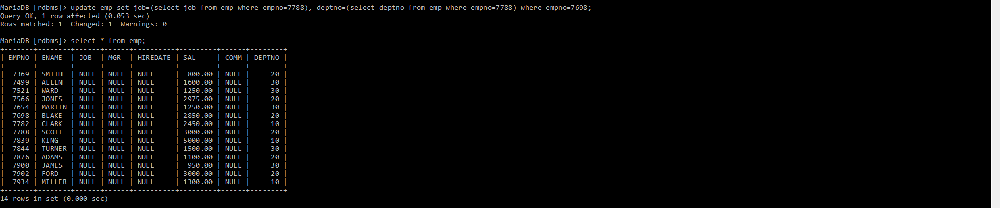 MariaDB [rdbms]> update emp set job=(select job from emp where empno=7788), deptno=(select deptno from emp where empno=7788) where empno=7698;
Query OK, 1 row affected (0.053 sec)
Rows matched: 1  Changed: 1  Warnings: 0

MariaDB [rdbms]> select * from emp;
+-------+--------+------+------+----------+---------+------+--------+
| EMPNO | ENAME  | JOB  | MGR  | HIREDATE | SAL     | COMM | DEPTNO |
+-------+--------+------+------+----------+---------+------+--------+
|  7369 | SMITH  | NULL | NULL | NULL     |  800.00 | NULL |     20 |
|  7499 | ALLEN  | NULL | NULL | NULL     | 1600.00 | NULL |     30 |
|  7521 | WARD   | NULL | NULL | NULL     | 1250.00 | NULL |     30 |
|  7566 | JONES  | NULL | NULL | NULL     | 2975.00 | NULL |     20 |
|  7654 | MARTIN | NULL | NULL | NULL     | 1250.00 | NULL |     30 |
|  7698 | BLAKE  | NULL | NULL | NULL     | 2850.00 | NULL |     20 |
|  7782 | CLARK  | NULL | NULL | NULL     | 2450.00 | NULL |     10 |
|  7788 | SCOTT  | NULL | NULL | NULL     | 3000.00 | NULL |     20 |
|  7839 | KING   | NULL | NULL | NULL     | 5000.00 | NULL |     10 |
|  7844 | TURNER | NULL | NULL | NULL     | 1500.00 | NULL |     30 |
|  7876 | ADAMS  | NULL | NULL | NULL     | 1100.00 | NULL |     20 |
|  7900 | JAMES  | NULL | NULL | NULL     |  950.00 | NULL |     30 |
|  7902 | FORD   | NULL | NULL | NULL     | 3000.00 | NULL |     20 |
|  7934 | MILLER | NULL | NULL | NULL     | 1300.00 | NULL |     10 |
+-------+--------+------+------+----------+---------+------+--------+
14 rows in set (0.000 sec)